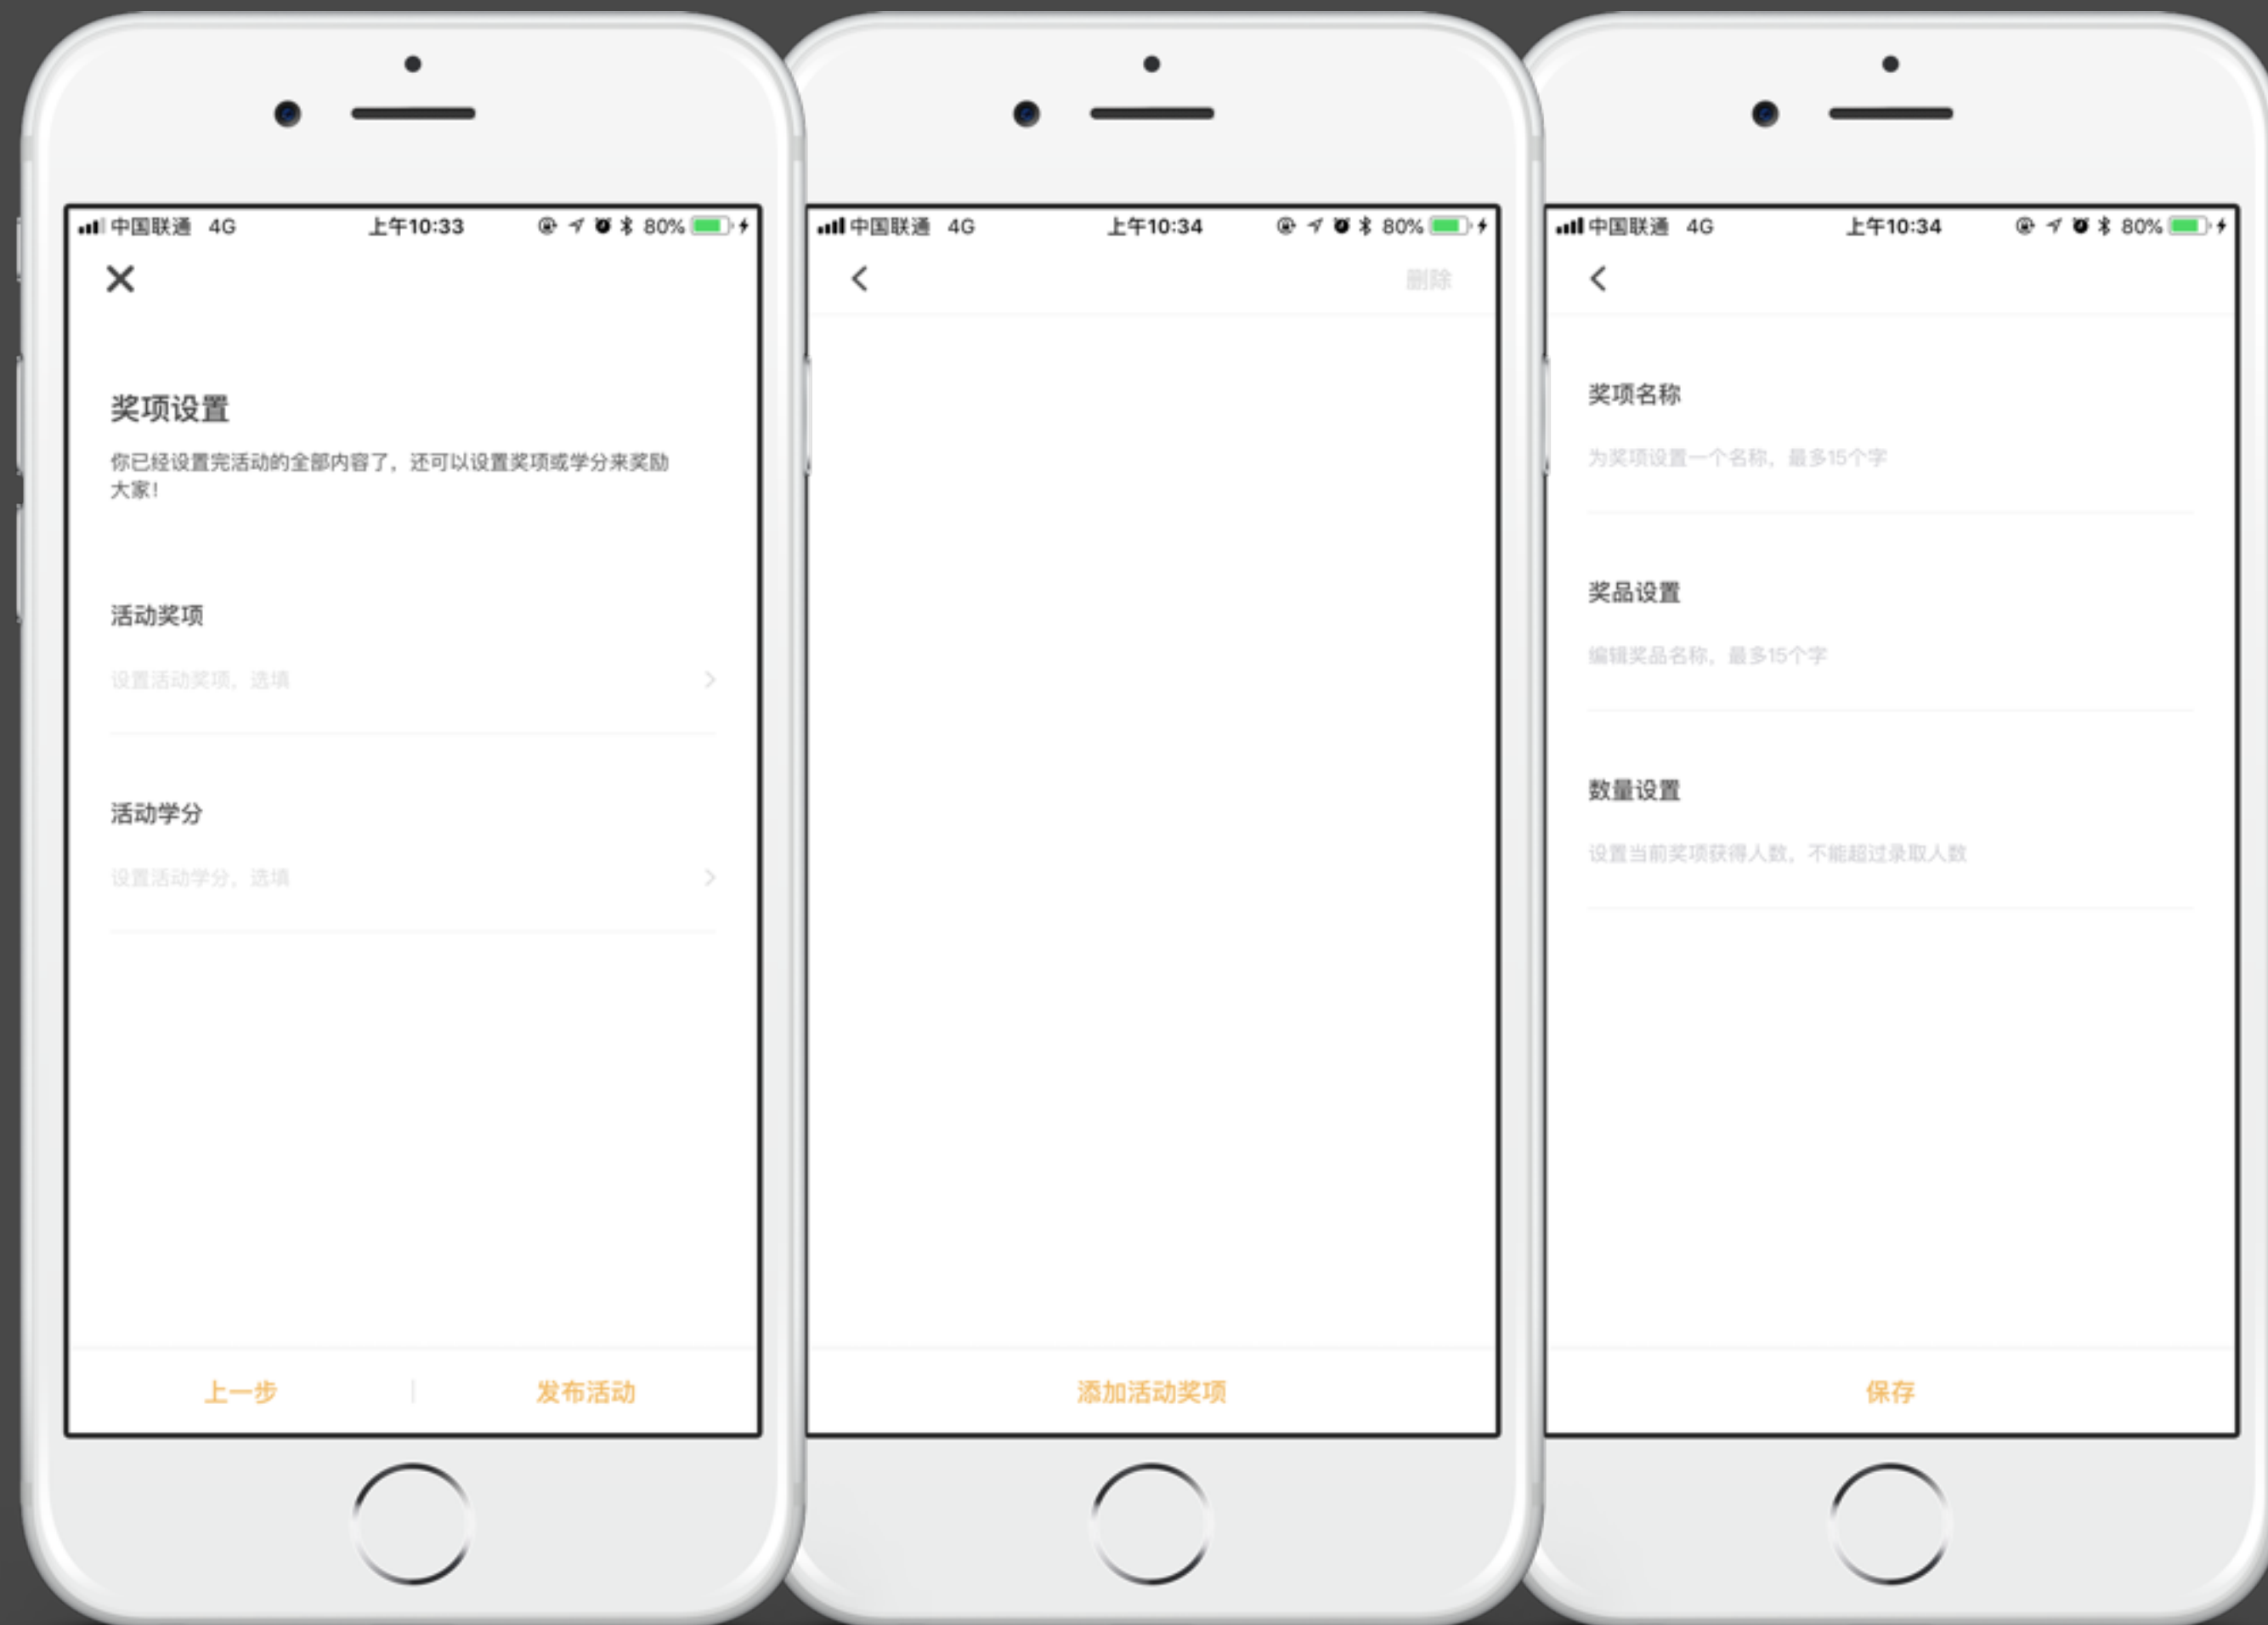 中国联通 4G 上午10:33 80%
奖项设置
你已经设置完活动的全部内容了，还可以设置奖项或学分来奖励
大家！
活动奖项
设置活动奖项，选填
活动学分
设置活动学分，选填
上一步 发布活动
中国联通 4G 上午10:34 80%
删除
添加活动奖项
中国联通 4G 上午10:34 80%
奖项名称
为奖项设置一个名称，最多15个字
奖品设置
编辑奖品名称，最多15个字
数量设置
设置当前奖项获得人数，不能超过录取人数
保存